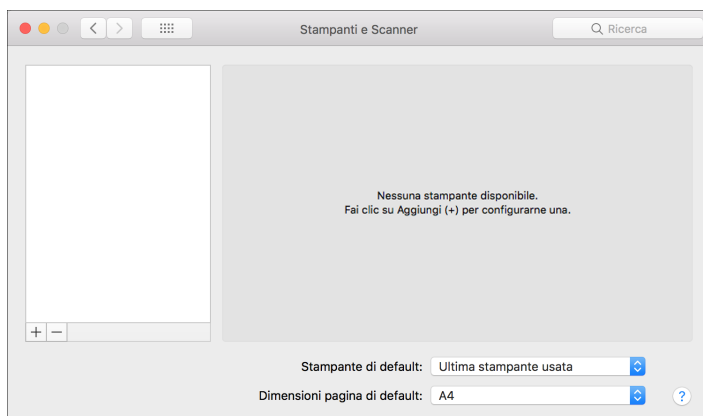 Stampanti e Scanner
Ricerca
Nessuna stampante disponibile.
Fai clic su Aggiungi (+) per configurarne una.
+ −
Stampante di default: Ultima stampante usata
Dimensioni pagina di default: A4
?